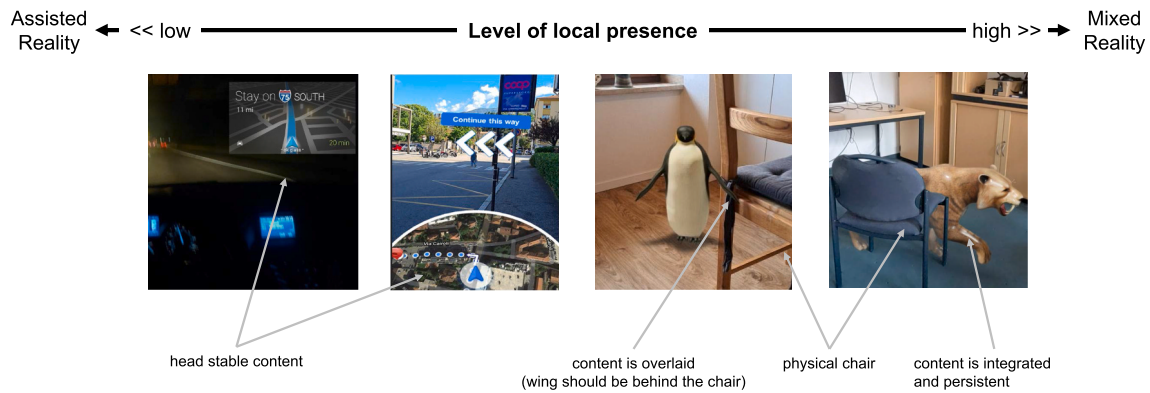 Assisted
Reality
<< low
Level of local presence
high >>
Mixed
Reality
Stay on 75 SOUTH
11 mi
20 min
coop
Continue this way
head stable content
content is overlaid
(wing should be behind the chair)
physical chair
content is integrated
and persistent